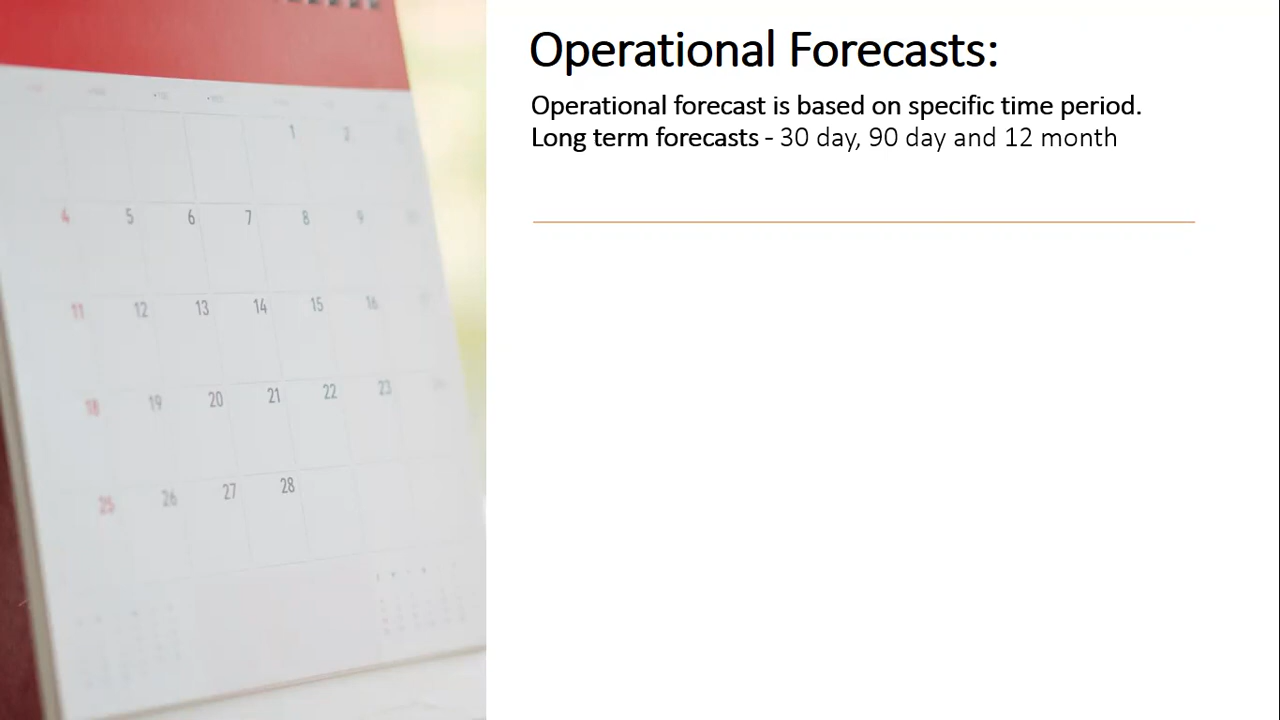 Operational Forecasts:
Operational forecast is based on specific time period.
Long term forecasts - 30 day, 90 day and 12 month
1 2
4 5 6 7 8 9
11 12 13 14 15 16
18 19 20 21 22 23
25 26 27 28